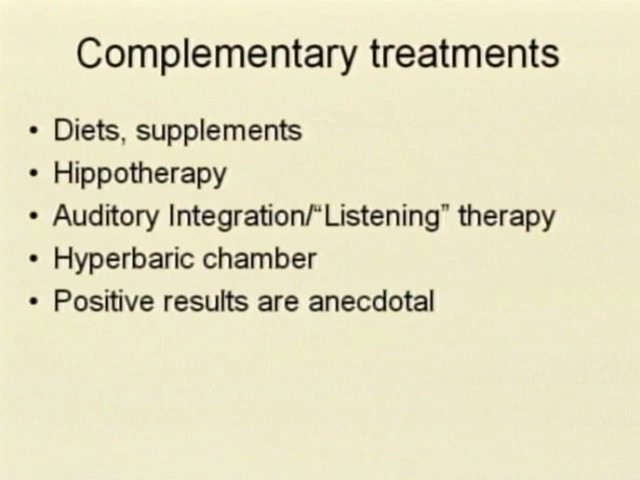 Complementary treatments
• Diets, supplements
• Hippotherapy
• Auditory Integration/“Listening” therapy
• Hyperbaric chamber
• Positive results are anecdotal